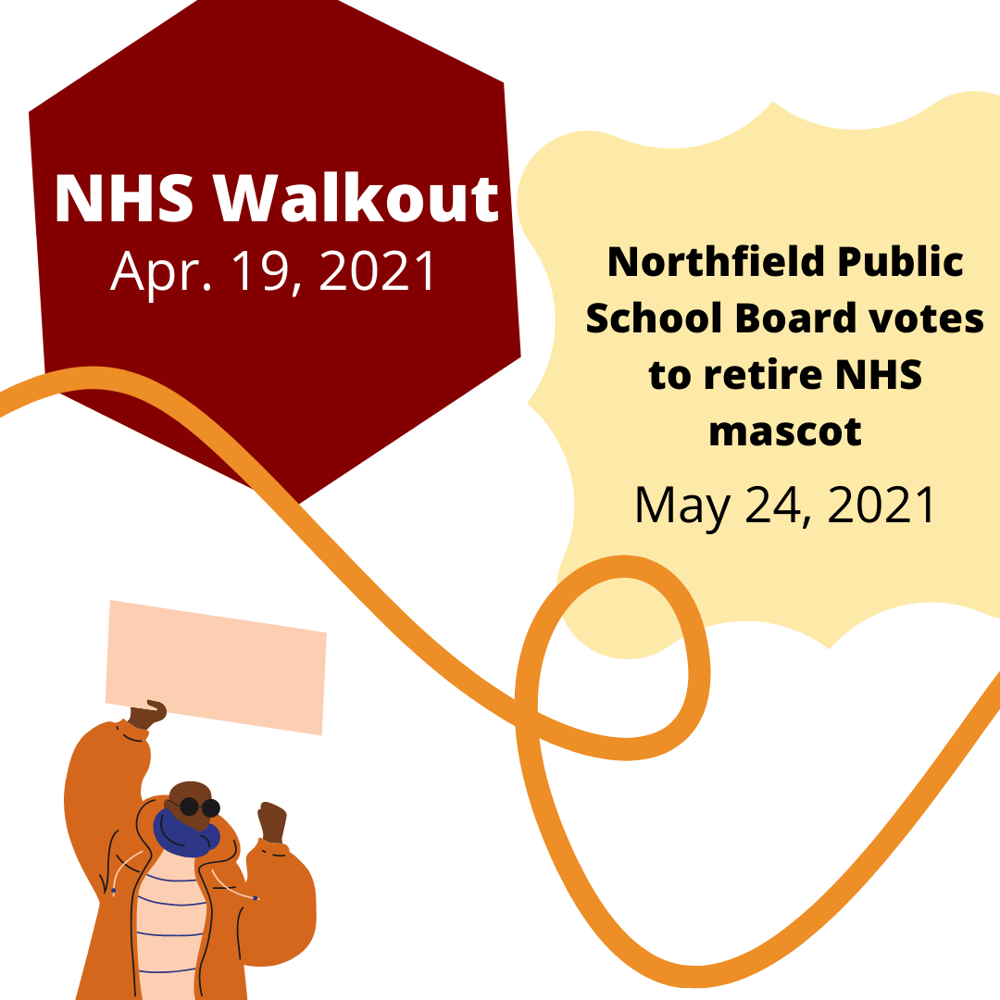 NHS Walkout
Apr. 19, 2021
Northfield Public
School Board votes
to retire NHS
mascot
May 24, 2021